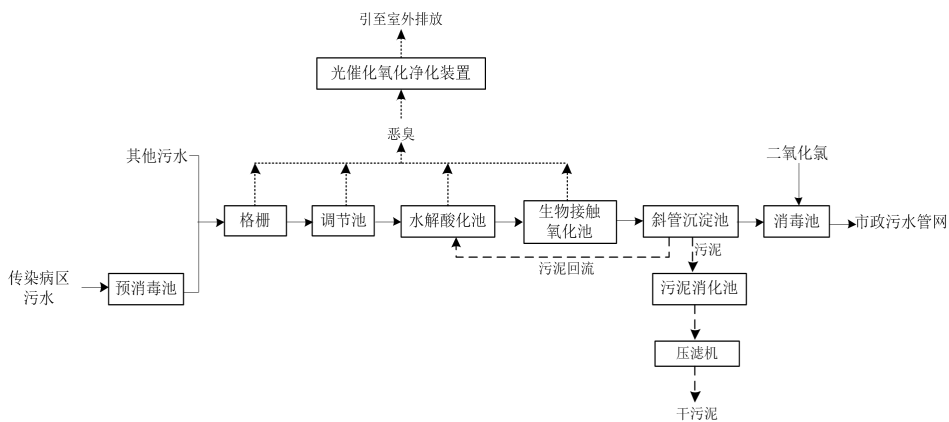 引至室外排放
光催化氧化净化装置
恶臭
其他污水
二氧化氯
格栅
调节池
水解酸化池
生物接触
氧化池
斜管沉淀池
消毒池
市政污水管网
污泥
污泥回流
传染病区
污水
预消毒池
污泥消化池
压滤机
干污泥